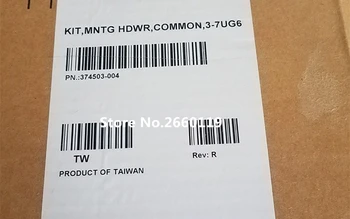 KIT,MNTG HDWR,COMMON,3-7UG6
PN.:374503-004
Store No.: 2660119
TW
Rev: R
PRODUCT OF TAIWAN